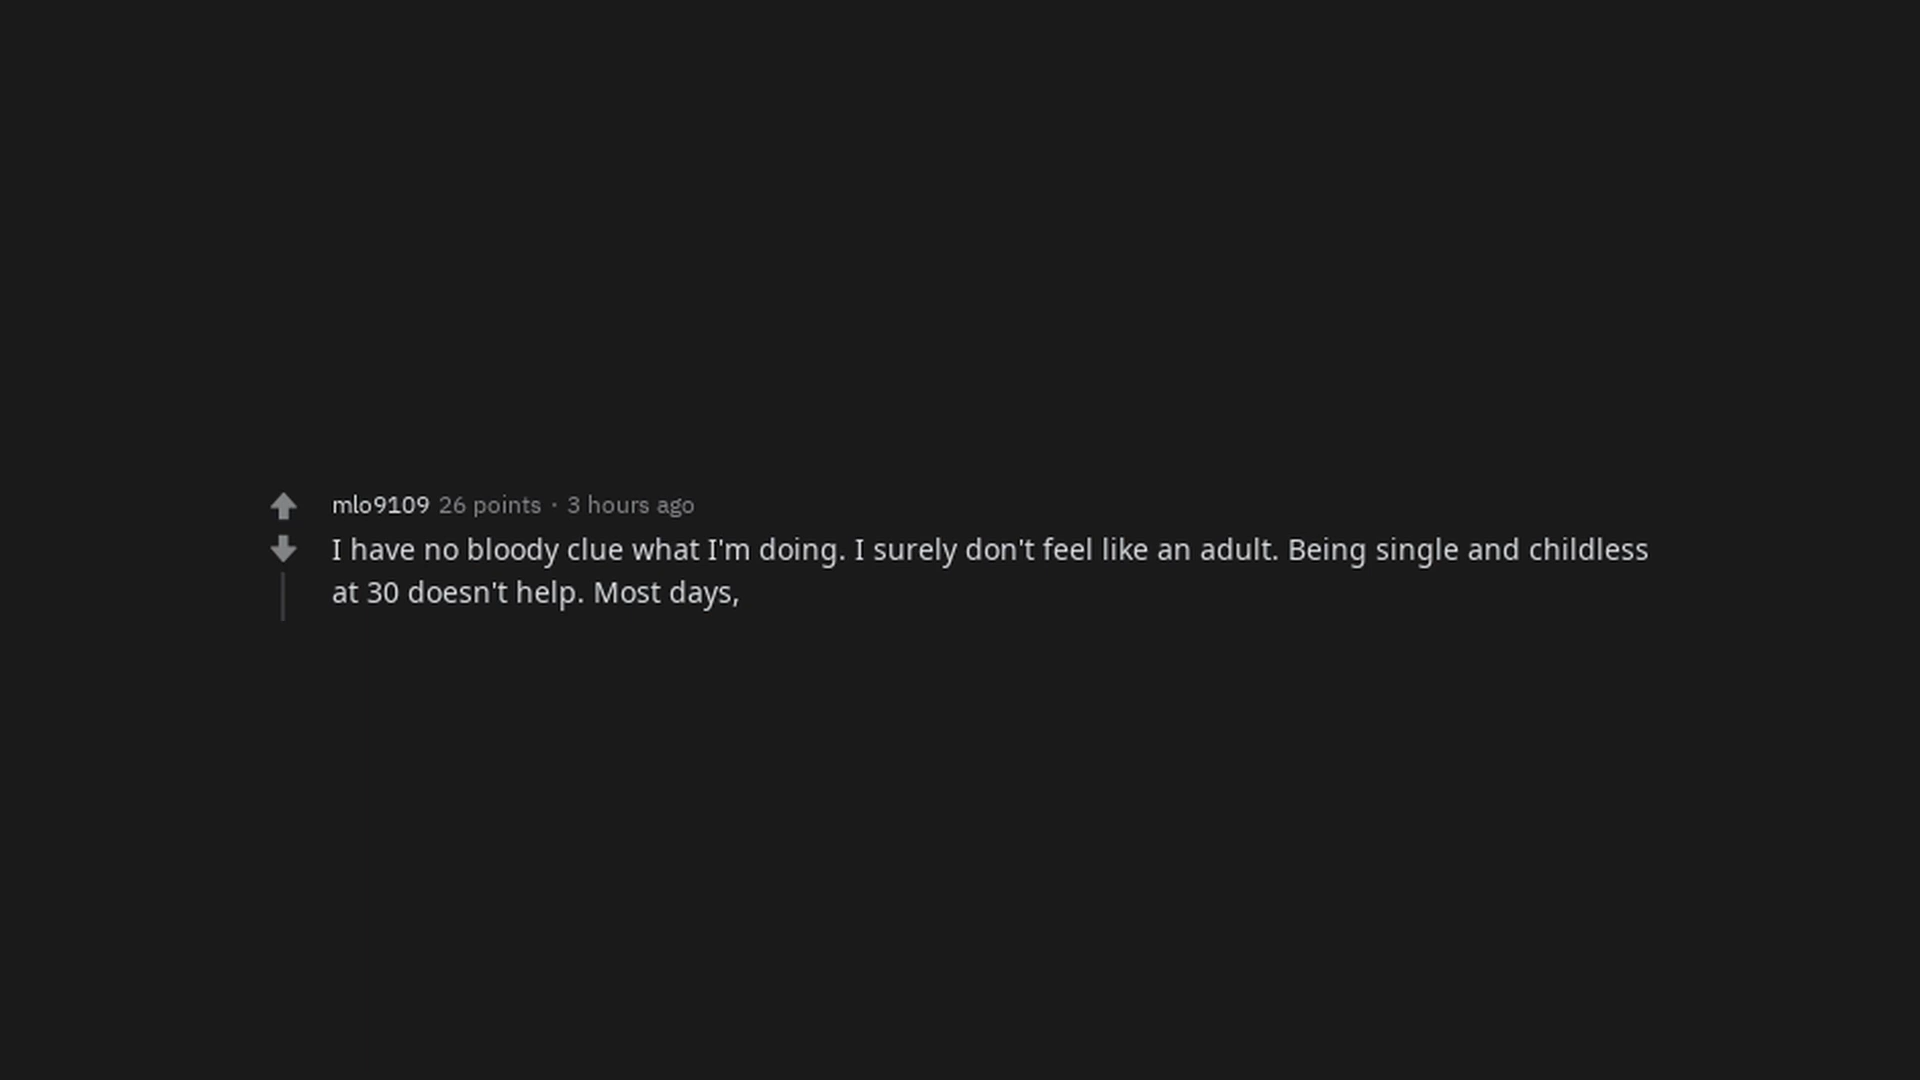 mlo9109 26 points · 3 hours ago
I have no bloody clue what I'm doing. I surely don't feel like an adult. Being single and childless
at 30 doesn't help. Most days,